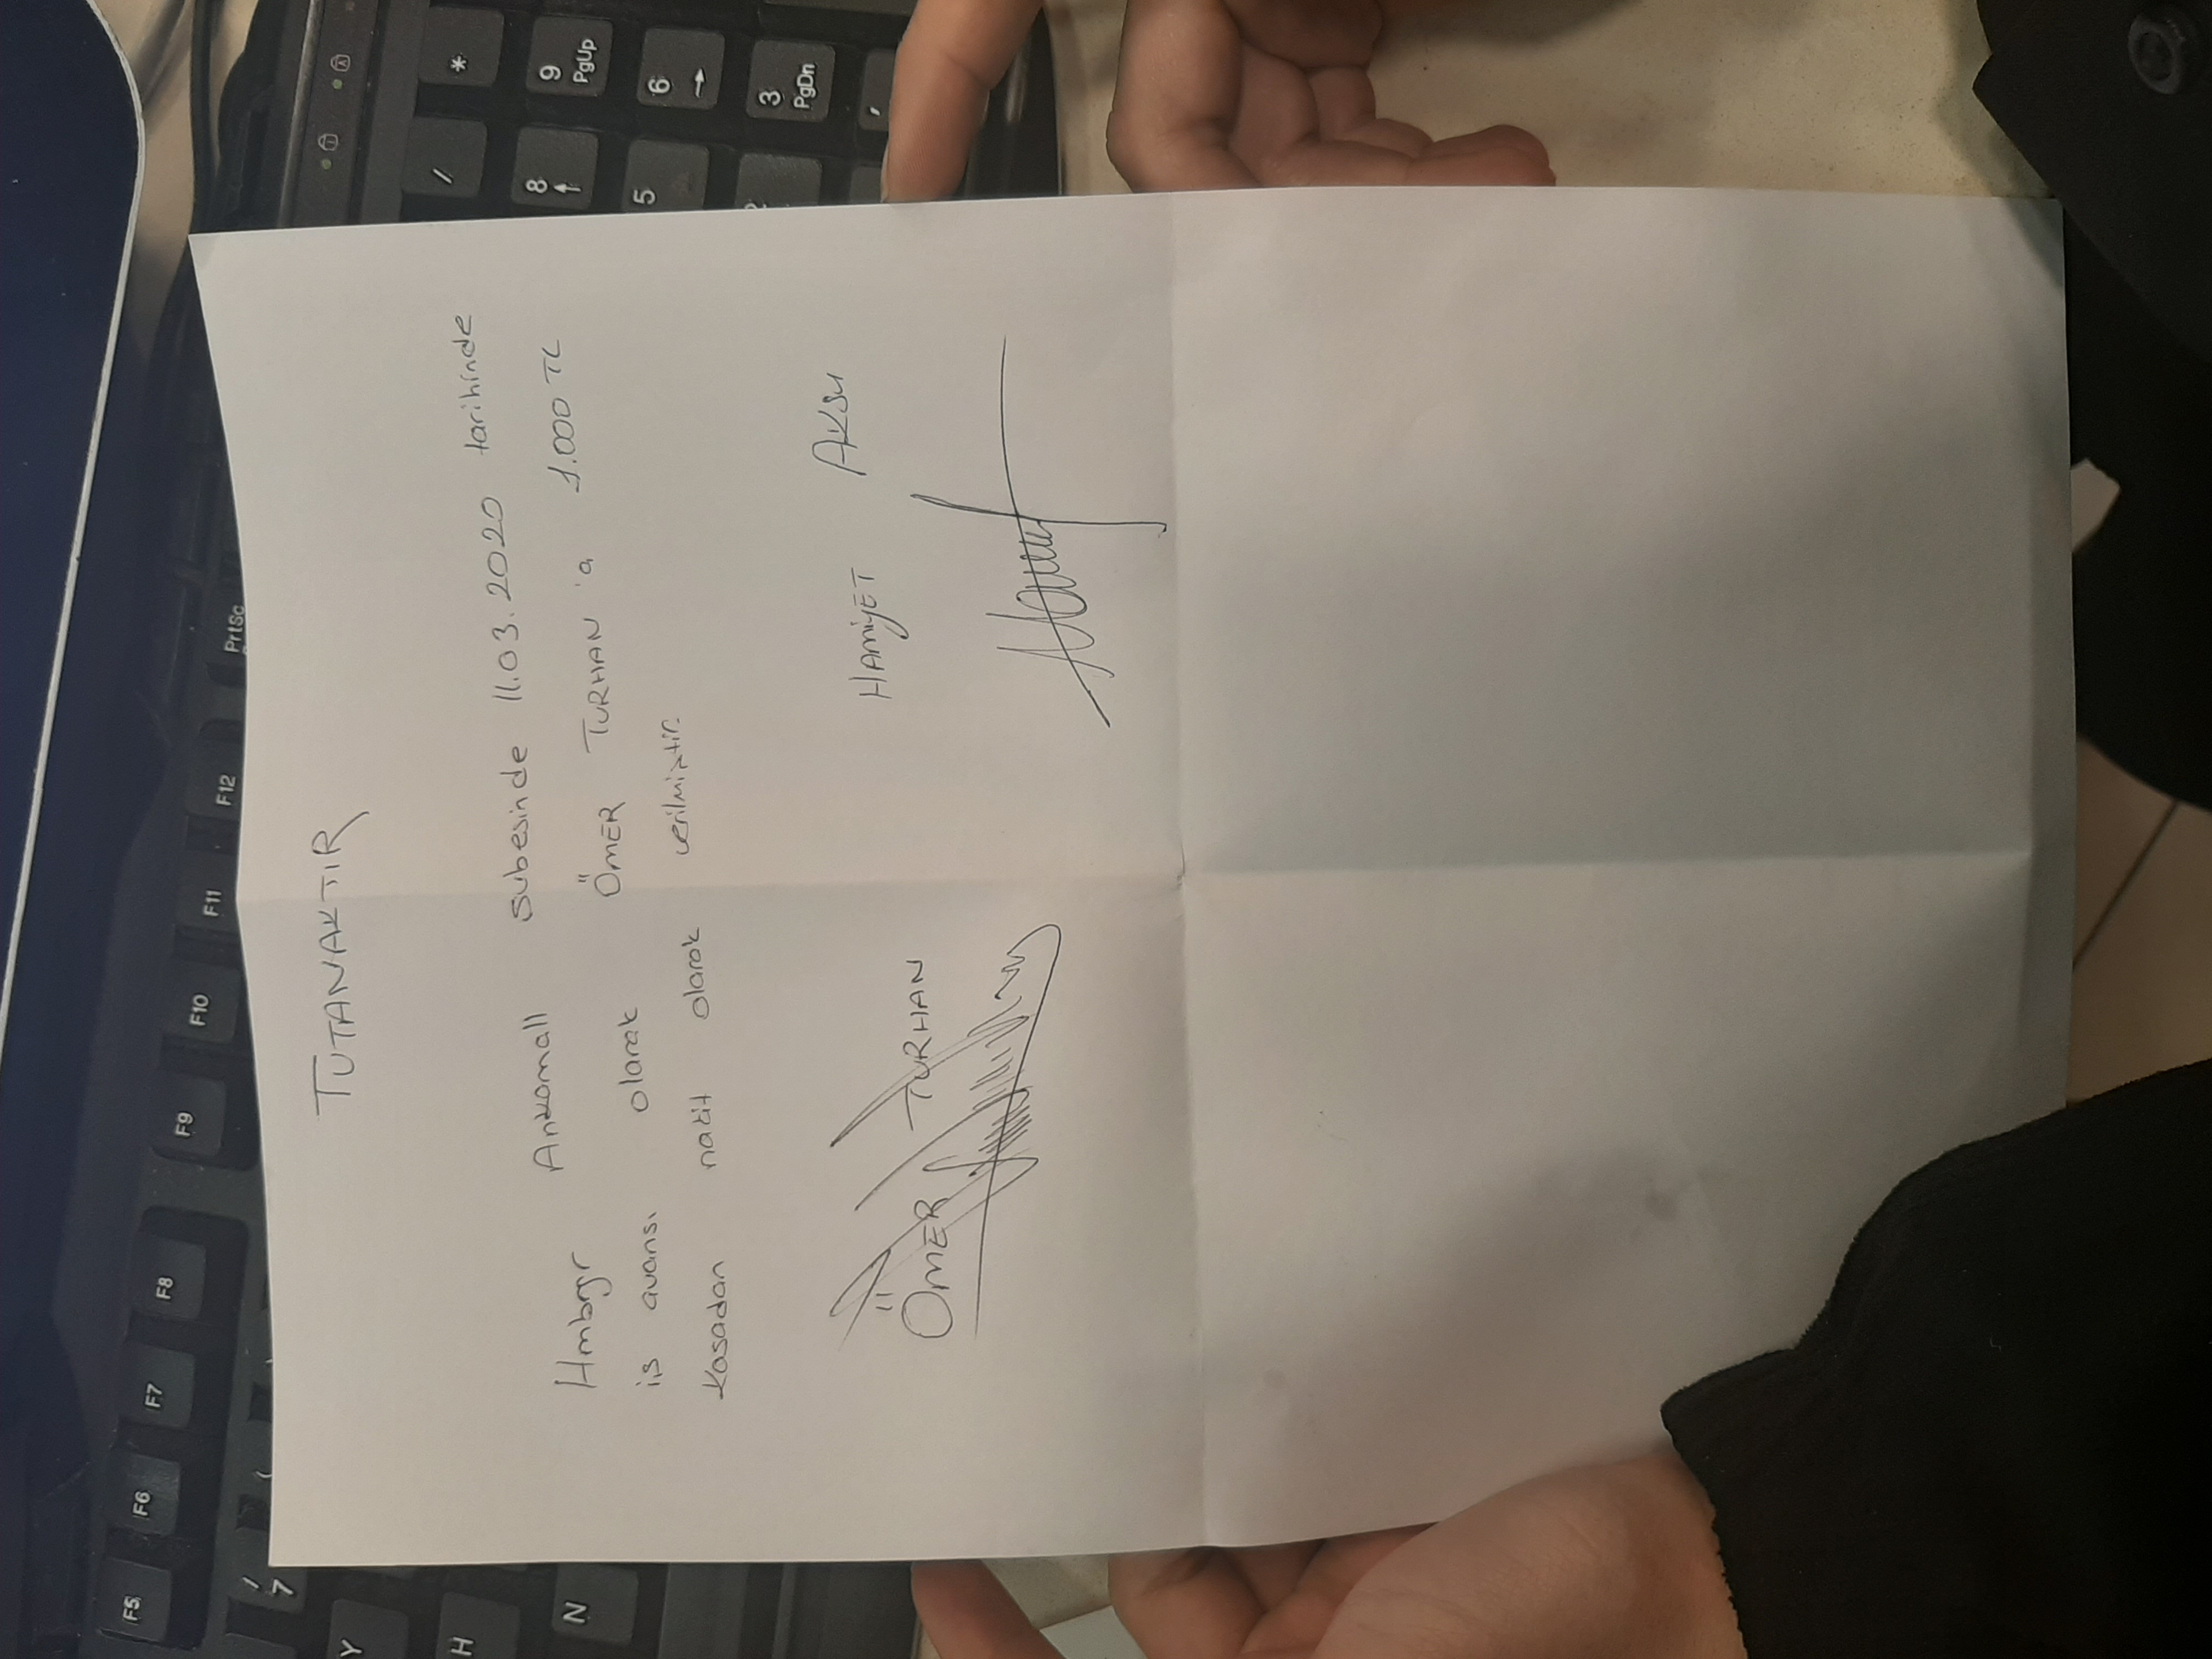 F5 F6 F7 F8 F9 F10 F11 F12 PrtSc
/ 7
Y
H
N
/ *
8 9 PgUp
5 6
3 PgDn
TUTANAKTIR
Hmbrgr Ankamall subesinde 11.03.2020 tarihinde
iş avansı olarak ÖMER TURHAN'a 1.000 TL
kasadan nakit olarak verilmiştir.
ÖMER TURHAN
HAMİYET AKSU